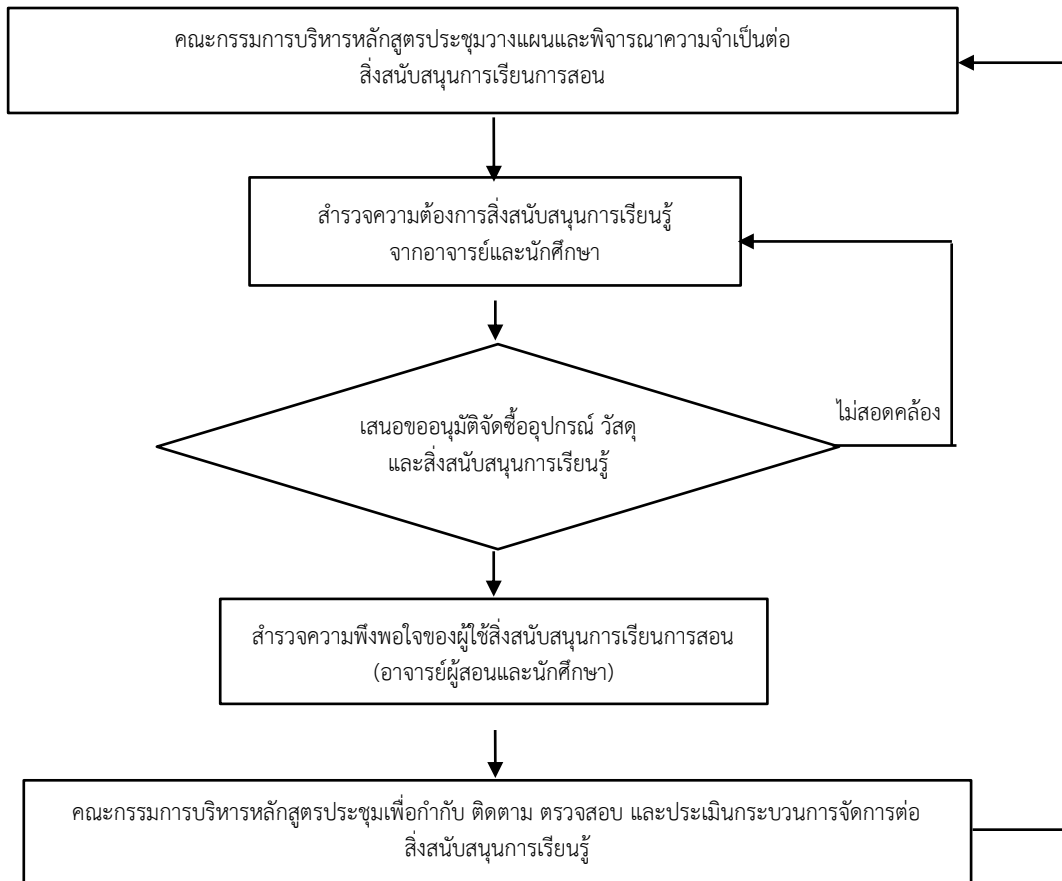 คณะกรรมการบริหารหลักสูตรประชุมวางแผนและพิจารณาความจำเป็นต่อ
สิ่งสนับสนุนการเรียนการสอน
สำรวจความต้องการสิ่งสนับสนุนการเรียนรู้
จากอาจารย์และนักศึกษา
ไม่สอดคล้อง
เสนอขออนุมัติจัดซื้ออุปกรณ์ วัสดุ
และสิ่งสนับสนุนการเรียนรู้
สำรวจความพึงพอใจของผู้ใช้สิ่งสนับสนุนการเรียนการสอน
(อาจารย์ผู้สอนและนักศึกษา)
คณะกรรมการบริหารหลักสูตรประชุมเพื่อกำกับ ติดตาม ตรวจสอบ และประเมินกระบวนการจัดการต่อ
สิ่งสนับสนุนการเรียนรู้